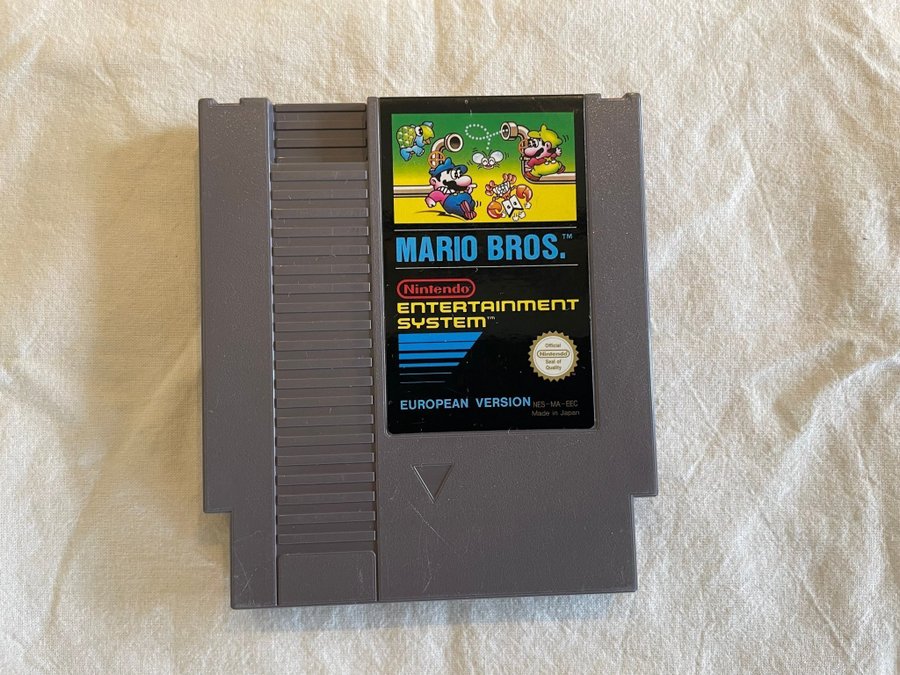 MARIO BROS.™
Nintendo
ENTERTAINMENT
SYSTEM™
Official
Nintendo
Seal of
Quality
EUROPEAN VERSION NES-MA-EEC
Made in Japan